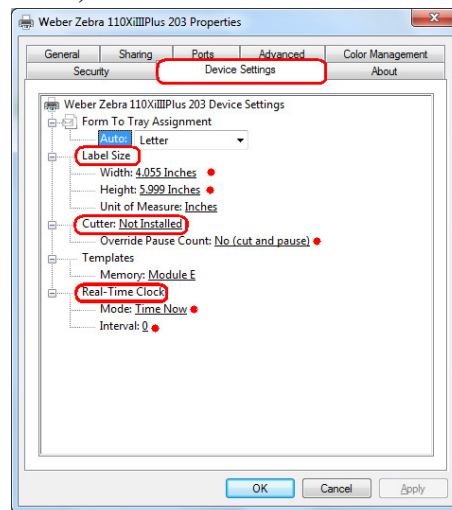 Weber Zebra 110XiIIIPlus 203 Properties
General Sharing Ports Advanced Color Management
Security Device Settings About
Weber Zebra 110XiIIIPlus 203 Device Settings
Form To Tray Assignment
Auto: Letter
Label Size
Width: 4.055 Inches
Height: 5.999 Inches
Unit of Measure: Inches
Cutter: Not Installed
Override Pause Count: No (cut and pause)
Templates
Memory: Module E
Real-Time Clock
Mode: Time Now
Interval: 0
OK Cancel Apply